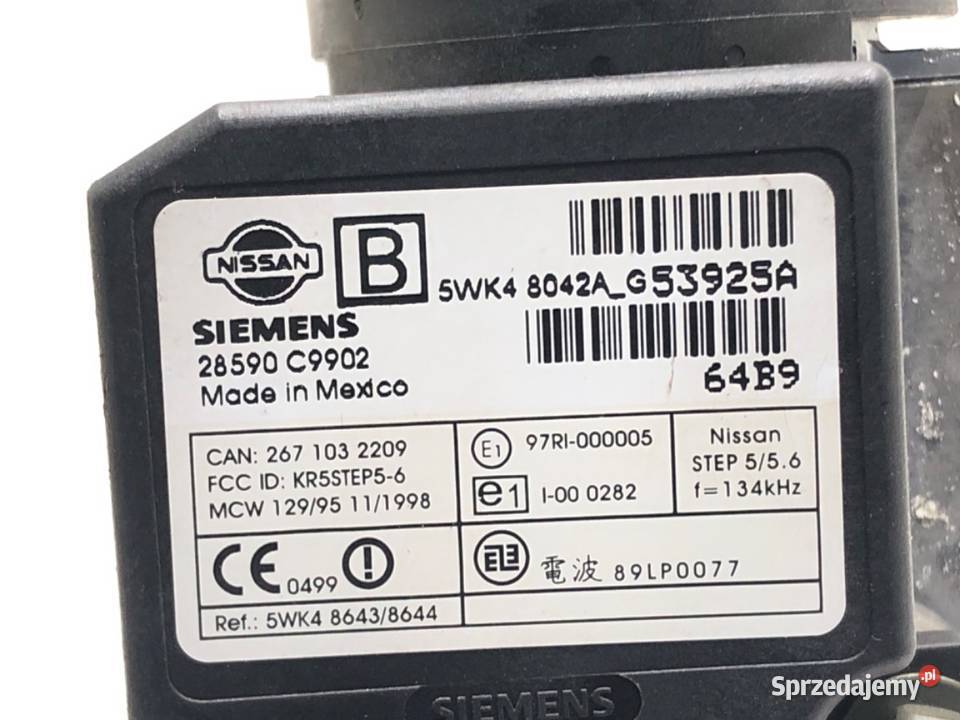 NISSAN
B
5WK4 8042A_G53925A
SIEMENS
28590 C9902
Made in Mexico
64B9
CAN: 267 103 2209
FCC ID: KR5STEP5-6
MCW 129/95 11/1998
E1 97RI-000005
e1 I-00 0282
Nissan
STEP 5/5.6
f=134kHz
CE 0499
電波 89LP0077
Ref.: 5WK4 8643/8644
SIEMENS
Sprzedajemy.pl